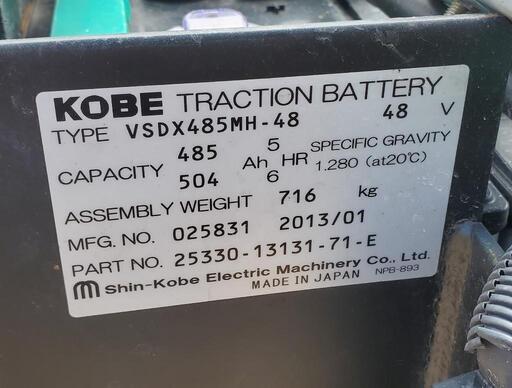 KOBE TRACTION BATTERY
TYPE VSDX485MH-48 48 V
CAPACITY 485 Ah 5 HR SPECIFIC GRAVITY
504 6 1.280 (at20℃)
ASSEMBLY WEIGHT 716 kg
MFG. NO. 025831 2013/01
PART NO. 25330-13131-71-E
Shin-Kobe Electric Machinery Co., Ltd.
MADE IN JAPAN NPB-893